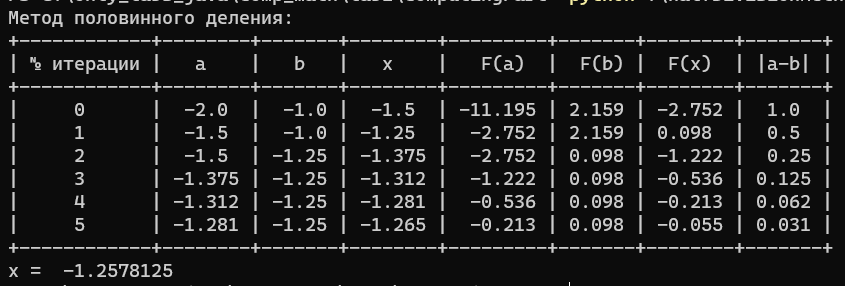 Метод половинного деления:
+------------+-------+-------+--------+---------+-------+--------+-------+
| % итерации |   a   |   b   |   x    |   F(a)  |  F(b) |  F(x)  | |a-b| |
+------------+-------+-------+--------+---------+-------+--------+-------+
|     0      |  -2.0  |  -1.0 |  -1.5  | -11.195 | 2.159 | -2.752 |  1.0  |
|     1      |  -1.5  |  -1.0 | -1.25  |  -2.752 | 2.159 | 0.098  |  0.5  |
|     2      |  -1.5  | -1.25 | -1.375 |  -2.752 | 0.098 | -1.222 |  0.25 |
|     3      | -1.375 | -1.25 | -1.312 |  -1.222 | 0.098 | -0.536 | 0.125 |
|     4      | -1.312 | -1.25 | -1.281 |  -0.536 | 0.098 | -0.213 | 0.062 |
|     5      | -1.281 | -1.25 | -1.265 |  -0.213 | 0.098 | -0.055 | 0.031 |
+------------+-------+-------+--------+---------+-------+--------+-------+
x =  -1.2578125